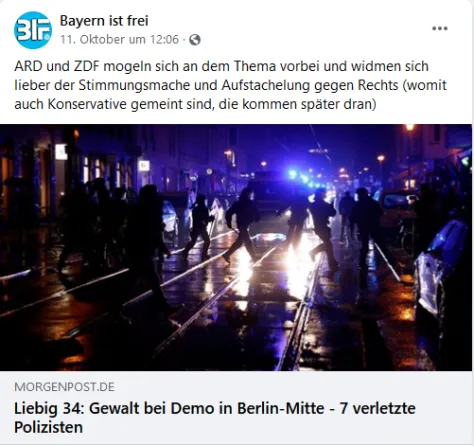 BIF
Bayern ist frei
11. Oktober um 12:06 ·
ARD und ZDF mogeln sich an dem Thema vorbei und widmen sich
lieber der Stimmungsmache und Aufstachelung gegen Rechts (womit
auch Konservative gemeint sind, die kommen später dran)
MORGENPOST.DE
Liebig 34: Gewalt bei Demo in Berlin-Mitte - 7 verletzte
Polizisten